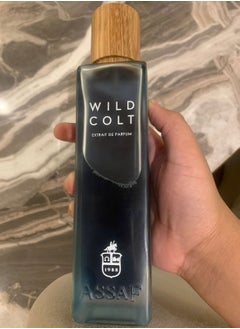 WILD
COLT
EXTRAIT DE PARFUM
1988
ASSAF